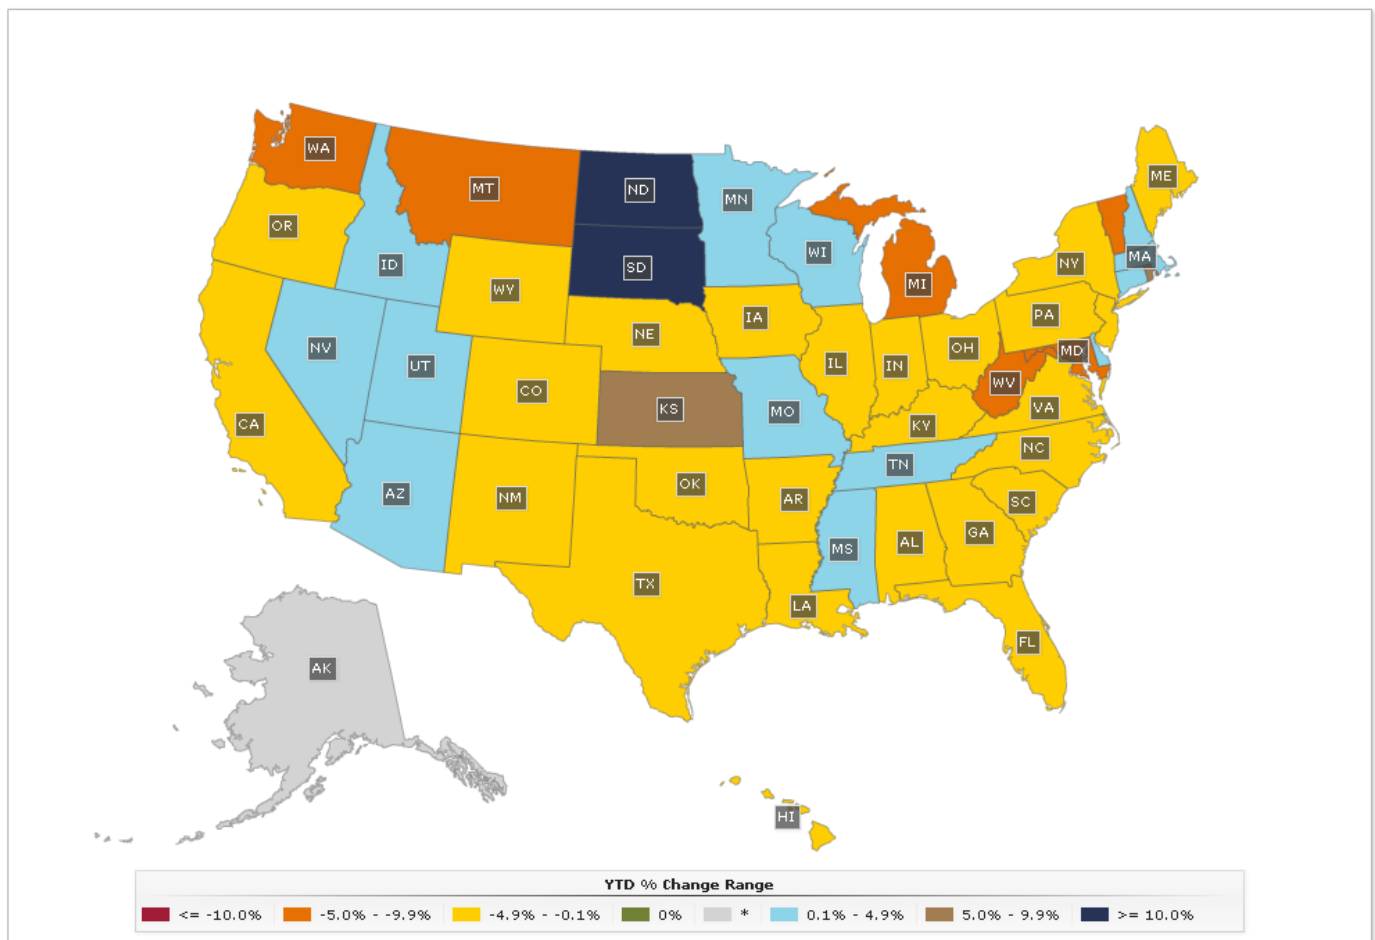 WA
MT
ND
MN
ME
OR
ID
SD
WI
MA
NY
MI
WY
NE
IA
PA
NV
UT
CO
KS
MO
IL
IN
OH
MD
WV
VA
CA
KY
NC
AZ
NM
OK
AR
TN
SC
MS
AL
GA
TX
LA
FL
AK
HI
YTD % Change Range
<= -10.0% -5.0% - -9.9% -4.9% - -0.1% 0% * 0.1% - 4.9% 5.0% - 9.9% >= 10.0%